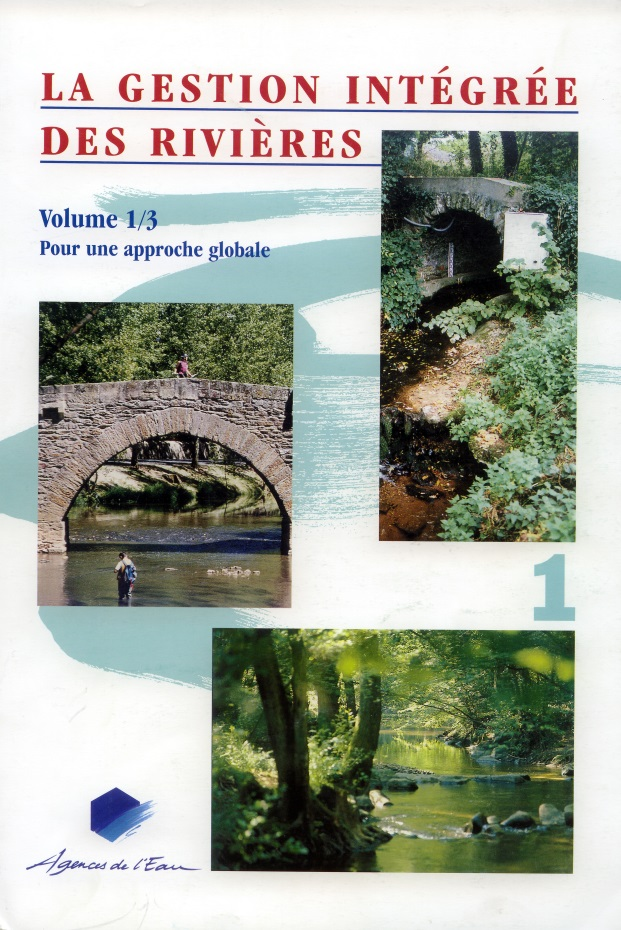 LA GESTION INTÉGRÉE
DES RIVIÈRES
Volume 1/3
Pour une approche globale
1
Agences de l'Eau